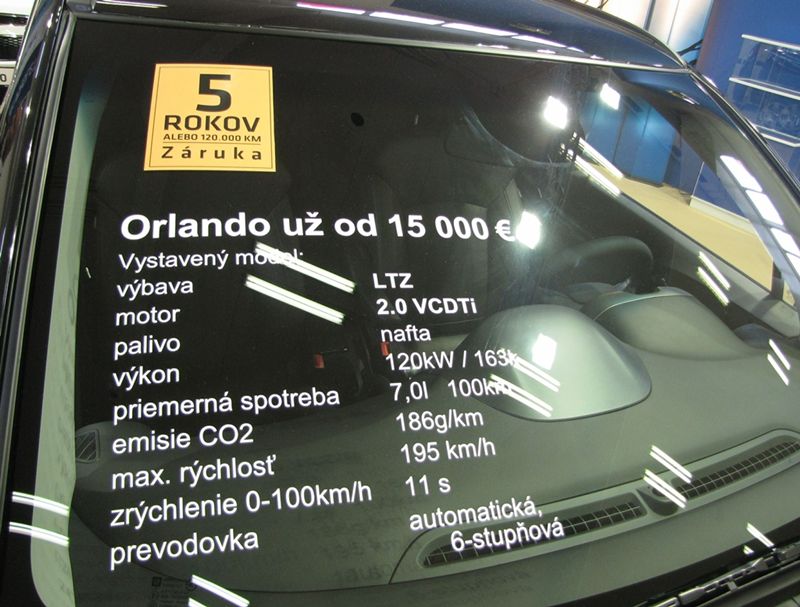 5
ROKOV
ALEBO 120.000 KM
Záruka
Orlando už od 15 000 €
Vystavený model:
výbava LTZ
motor 2.0 VCDTi
palivo nafta
výkon 120kW / 163k
priemerná spotreba 7,0l 100km
emisie CO2 186g/km
max. rýchlosť 195 km/h
zrýchlenie 0-100km/h 11 s
prevodovka automatická,
6-stupňová